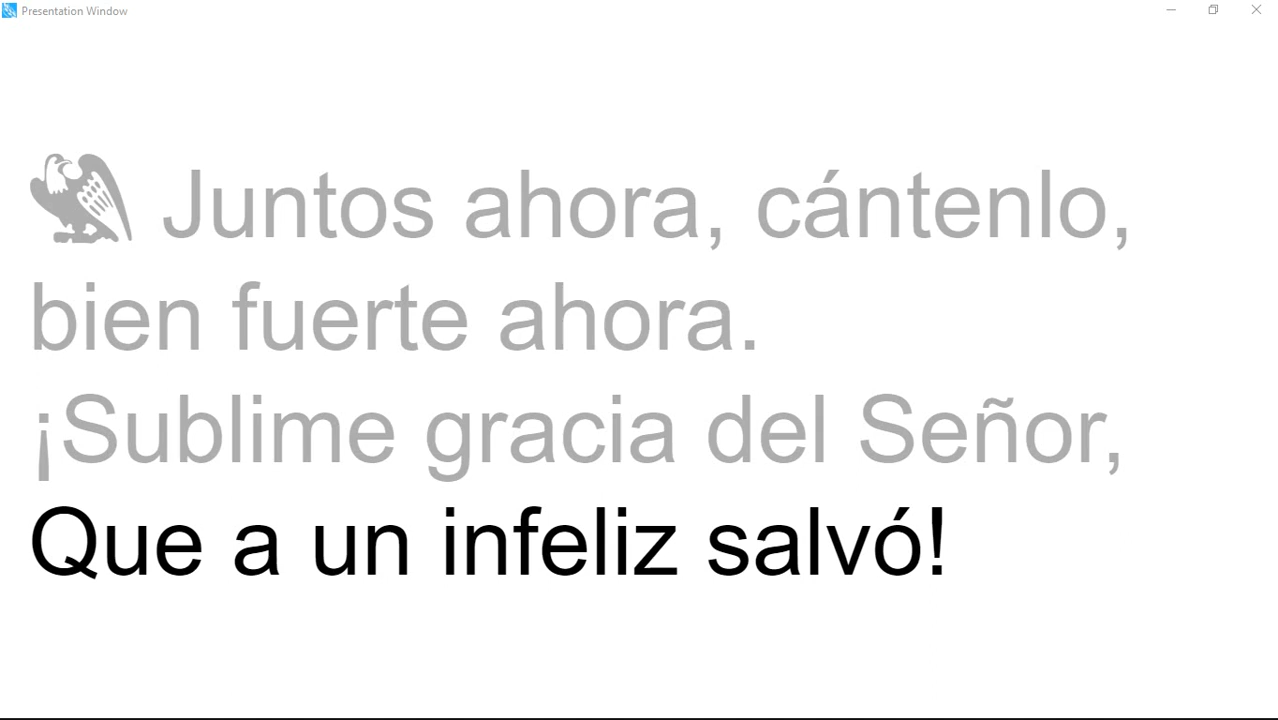 Presentation Window
Juntos ahora, cántenlo,
bien fuerte ahora.
¡Sublime gracia del Señor,
Que a un infeliz salvó!